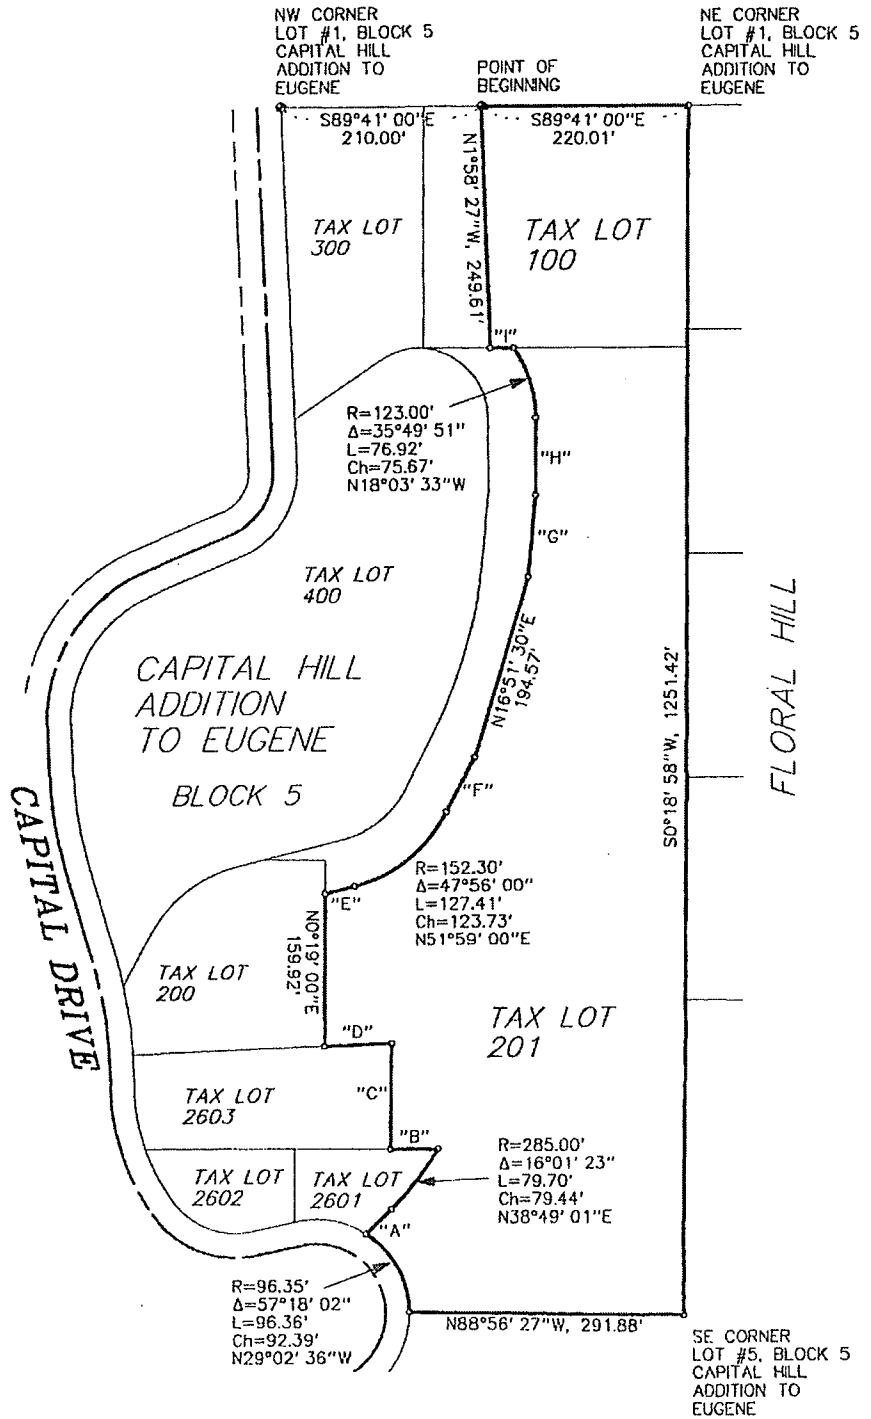 NW CORNER
LOT #1, BLOCK 5
CAPITAL HILL
ADDITION TO
EUGENE
POINT OF
BEGINNING
NE CORNER
LOT #1, BLOCK 5
CAPITAL HILL
ADDITION TO
EUGENE
S89°41' 00"E
210.00'
S89°41' 00"E
220.01'
N1°58' 27"W, 249.61'
TAX LOT
300
TAX LOT
100
"I"
R=123.00'
Δ=35°49' 51"
L=76.92'
Ch=75.67'
N18°03' 33"W
"H"
"G"
TAX LOT
400
N16°51' 30"E
194.57'
CAPITAL HILL
ADDITION
TO EUGENE
BLOCK 5
S0°18' 58"W, 1251.42'
FLORAL HILL
"F"
CAPITAL DRIVE
R=152.30'
Δ=47°56' 00"
L=127.41'
Ch=123.73'
N51°59' 00"E
"E"
N0°19' 00"E
159.92'
TAX LOT
200
TAX LOT
201
"D"
"C"
TAX LOT
2603
"B"
R=285.00'
Δ=16°01' 23"
L=79.70'
Ch=79.44'
N38°49' 01"E
TAX LOT
2602
TAX LOT
2601
"A"
R=96.35'
Δ=57°18' 02"
L=96.36'
Ch=92.39'
N29°02' 36"W
N88°56' 27"W, 291.88'
SE CORNER
LOT #5, BLOCK 5
CAPITAL HILL
ADDITION TO
EUGENE